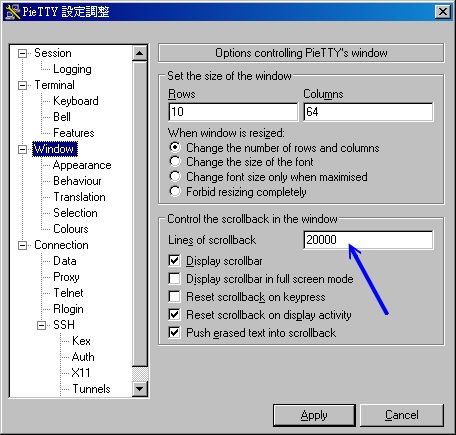 PieTTY 設定調整
Session
Logging
Terminal
Keyboard
Bell
Features
Window
Appearance
Behaviour
Translation
Selection
Colours
Connection
Data
Proxy
Telnet
Rlogin
SSH
Kex
Auth
X11
Tunnels
Options controlling PieTTY's window
Set the size of the window
Rows Columns
10 64
When window is resized:
Change the number of rows and columns
Change the size of the font
Change font size only when maximised
Forbid resizing completely
Control the scrollback in the window
Lines of scrollback 20000
Display scrollbar
Display scrollbar in full screen mode
Reset scrollback on keypress
Reset scrollback on display activity
Push erased text into scrollback
Apply Cancel